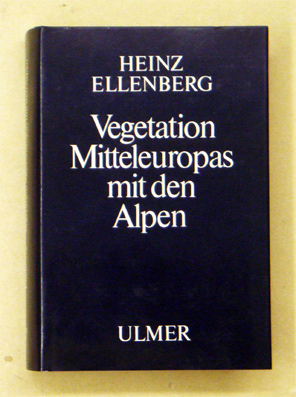 HEINZ
ELLENBERG
Vegetation
Mitteleuropas
mit den
Alpen
ULMER